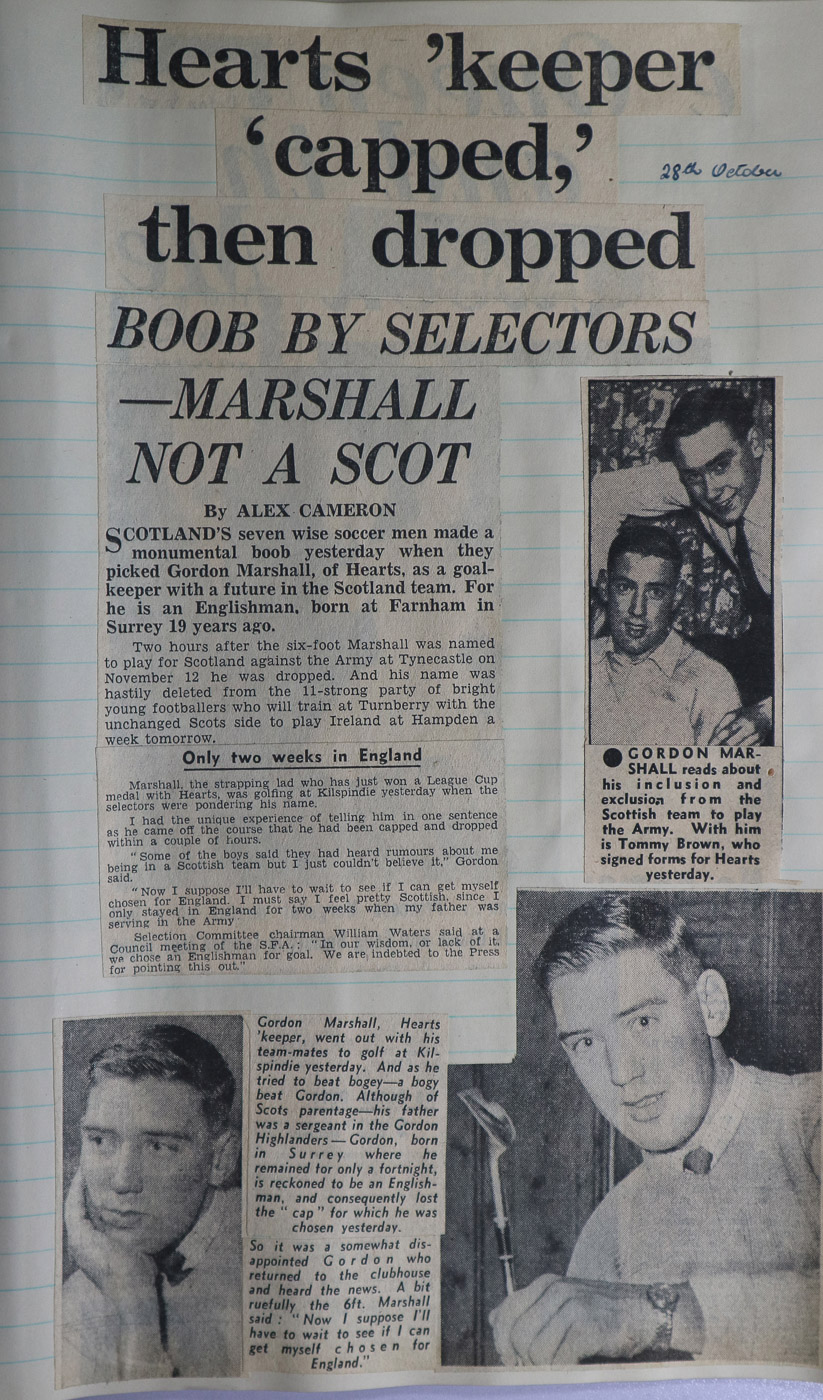 Hearts 'keeper
'capped,'
28th October
then dropped
BOOB BY SELECTORS
—MARSHALL
NOT A SCOT
By ALEX CAMERON
SCOTLAND'S seven wise soccer men made a
monumental boob yesterday when they
picked Gordon Marshall, of Hearts, as a goal-
keeper with a future in the Scotland team. For
he is an Englishman, born at Farnham in
Surrey 19 years ago.
Two hours after the six-foot Marshall was named
to play for Scotland against the Army at Tynecastle on
November 12 he was dropped. And his name was
hastily deleted from the 11-strong party of bright
young footballers who will train at Turnberry with the
unchanged Scots side to play Ireland at Hampden a
week tomorrow.
Only two weeks in England
Marshall, the strapping lad who has just won a League Cup
medal with Hearts, was golfing at Kilspindie yesterday when the
selectors were pondering his name.
I had the unique experience of telling him in one sentence
as he came off the course that he had been capped and dropped
within a couple of hours.
"Some of the boys said they had heard rumours about me
being in a Scottish team but I just couldn't believe it," Gordon
said.
"Now I suppose I'll have to wait to see if I can get myself
chosen for England. I must say I feel pretty Scottish, since I
only stayed in England for two weeks when my father was
serving in the Army
Selection Committee chairman William Waters said at a
Council meeting of the S.F.A.: "In our wisdom, or lack of it,
we chose an Englishman for goal. We are indebted to the Press
for pointing this out."
● GORDON MAR-
SHALL reads about
his inclusion and
exclusion from the
Scottish team to play
the Army. With him
is Tommy Brown, who
signed forms for Hearts
yesterday.
Gordon Marshall, Hearts
'keeper, went out with his
team-mates to golf at Kil-
spindie yesterday. And as he
tried to beat bogey—a bogy
beat Gordon. Although of
Scots parentage—his father
was a sergeant in the Gordon
Highlanders—Gordon, born
in Surrey where he
remained for only a fortnight,
is reckoned to be an English-
man, and consequently lost
the "cap" for which he was
chosen yesterday.
So it was a somewhat dis-
appointed Gordon who
returned to the clubhouse
and heard the news. A bit
ruefully the 6ft. Marshall
said: "Now I suppose I'll
have to wait to see if I can
get myself chosen for
England."